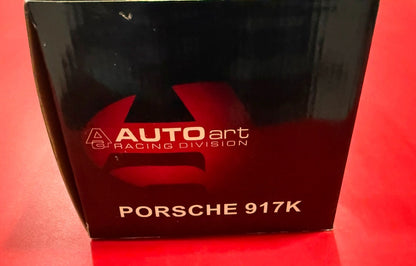 AUTOart
RACING DIVISION
PORSCHE 917K